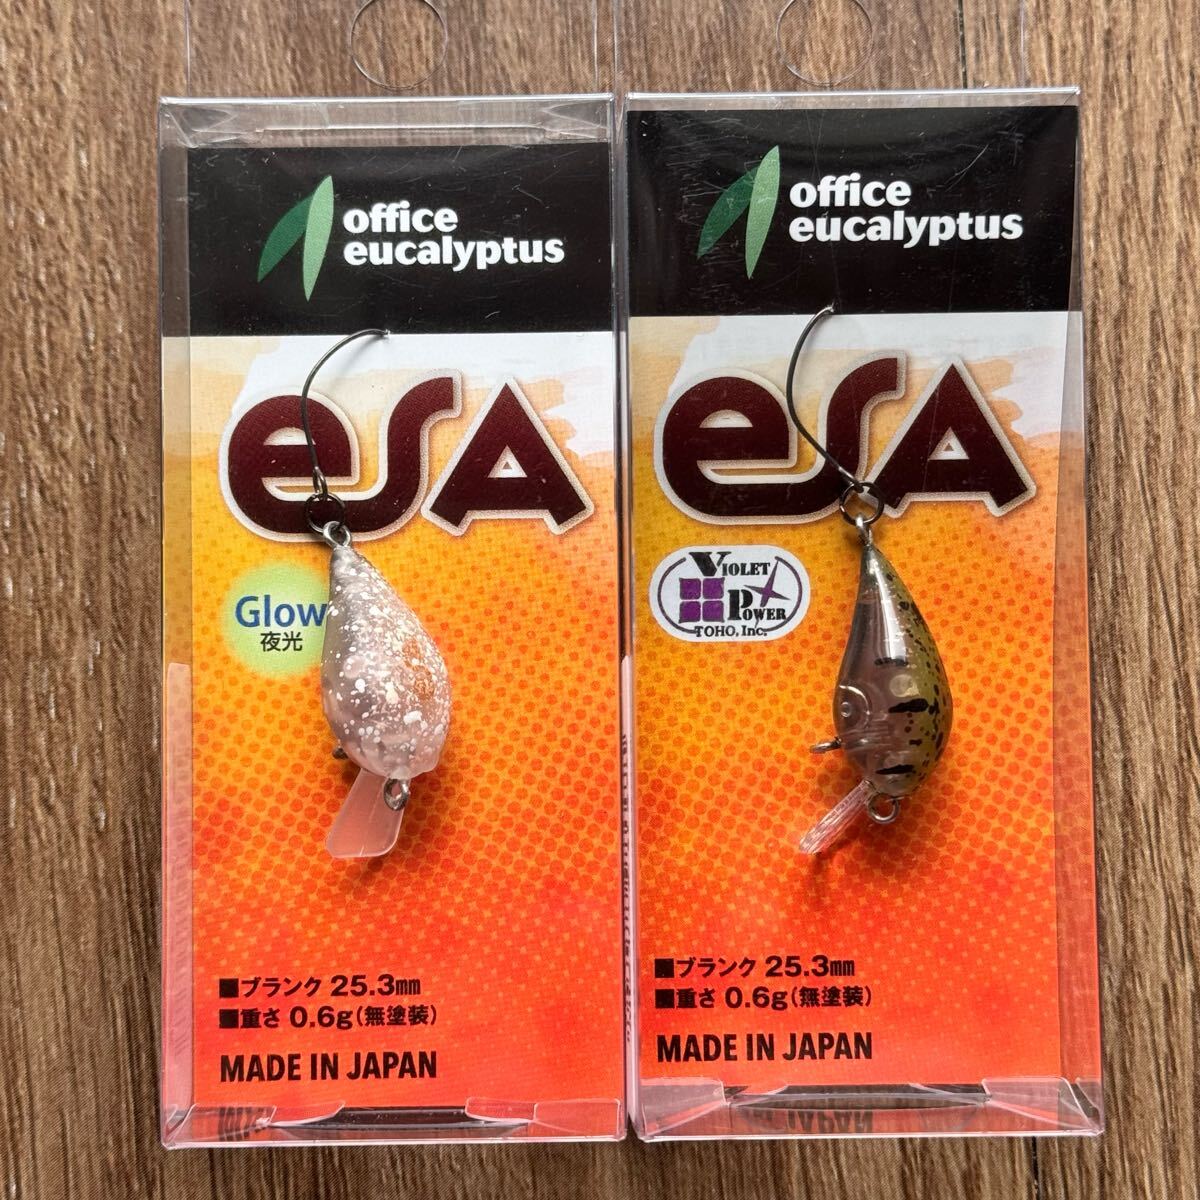 office
eucalyptus
esA
Glow
夜光
■ブランク 25.3mm
■重さ 0.6g(無塗装)
MADE IN JAPAN
office
eucalyptus
esA
VIOLET
POWER
TOHO, Inc.
■ブランク 25.3mm
■重さ 0.6g(無塗装)
MADE IN JAPAN